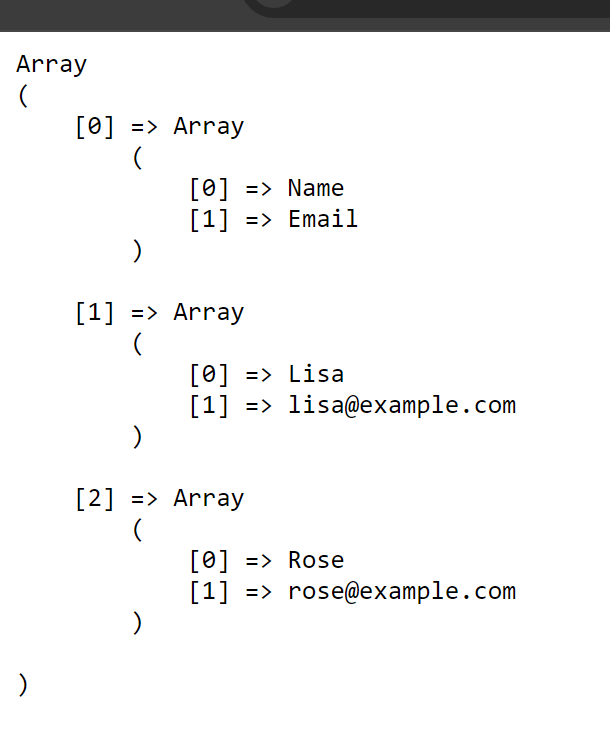 Array
(
    [0] => Array
        (
            [0] => Name
            [1] => Email
        )

    [1] => Array
        (
            [0] => Lisa
            [1] => lisa@example.com
        )

    [2] => Array
        (
            [0] => Rose
            [1] => rose@example.com
        )

)